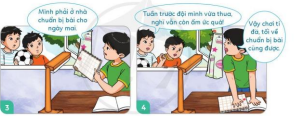 Mình phải ở nhà
chuẩn bị bài cho
ngày mai.
3
Tuần trước đội mình vừa thua,
nghỉ vẫn còn ấm ức quá!
Vậy chơi tí
đã, tối về
chuẩn bị bài
cũng được.
4